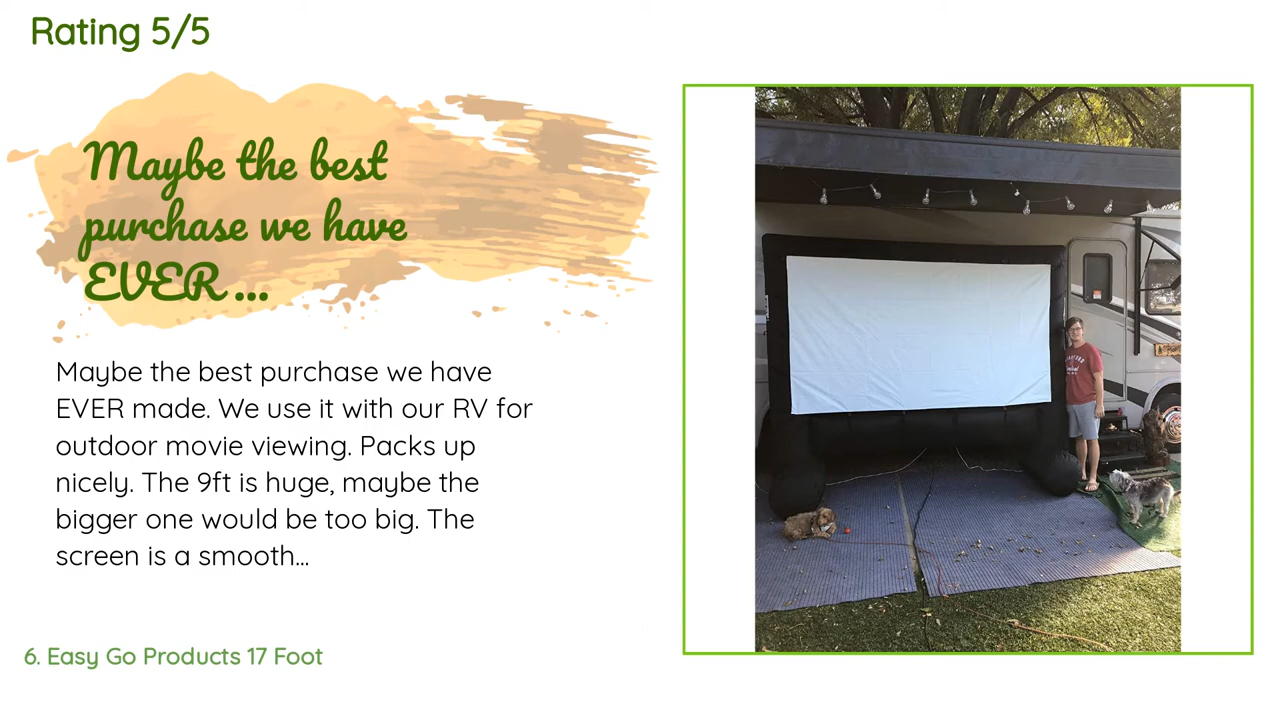 Rating 5/5
Maybe the best
purchase we have
EVER ...
Maybe the best purchase we have
EVER made. We use it with our RV for
outdoor movie viewing. Packs up
nicely. The 9ft is huge, maybe the
bigger one would be too big. The
screen is a smooth...
6. Easy Go Products 17 Foot